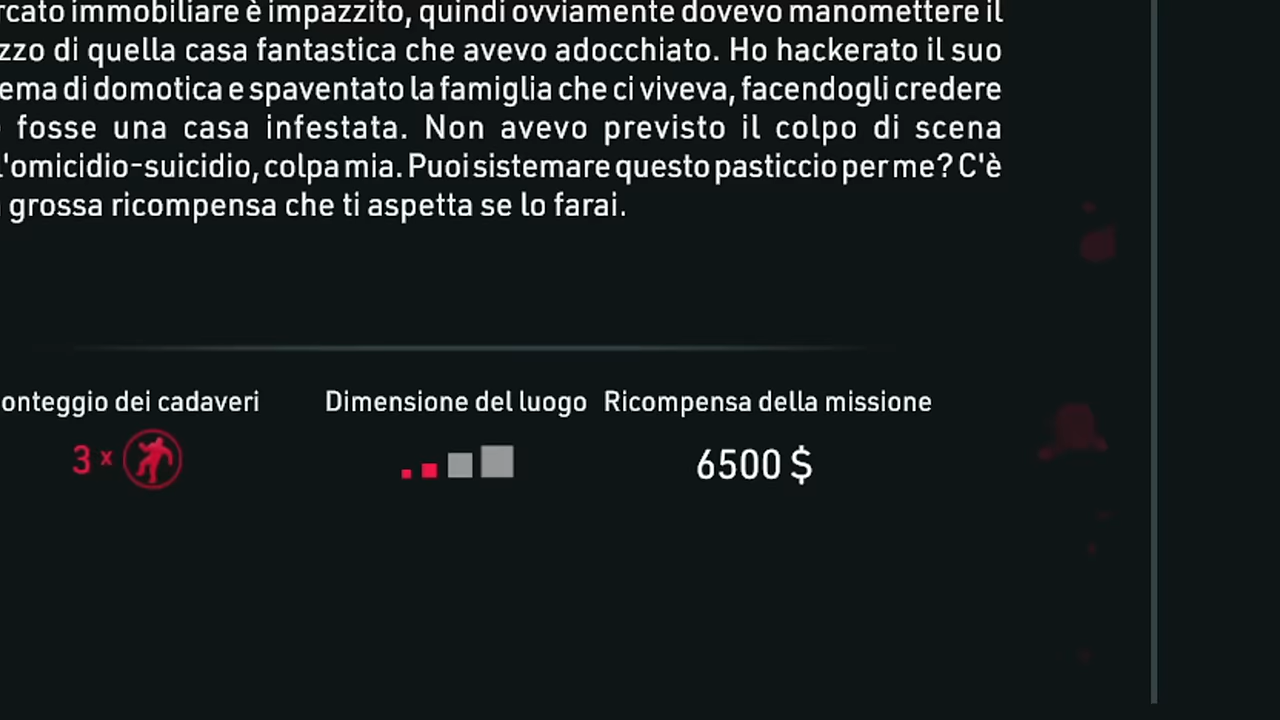 rcato immobiliare è impazzito, quindi ovviamente dovevo manomettere il
zzo di quella casa fantastica che avevo adocchiato. Ho hackerato il suo
ema di domotica e spaventato la famiglia che ci viveva, facendogli credere
fosse una casa infestata. Non avevo previsto il colpo di scena
l'omicidio-suicidio, colpa mia. Puoi sistemare questo pasticcio per me? C'è
grossa ricompensa che ti aspetta se lo farai.
onteggio dei cadaveri Dimensione del luogo Ricompensa della missione
3 x 6500 $